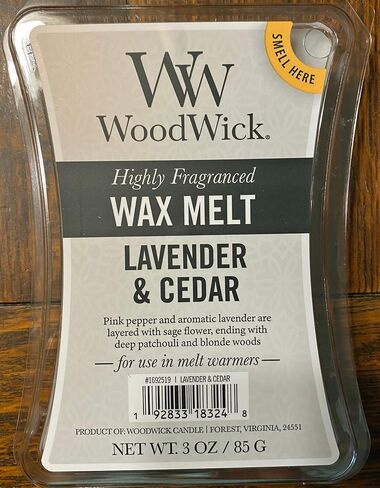 SMELL HERE
WW
WoodWick®
Highly Fragranced
WAX MELT
LAVENDER
& CEDAR
Pink pepper and aromatic lavender are
layered with sage flower, ending with
deep patchouli and blonde woods
— for use in melt warmers —
#1692519 | LAVENDER & CEDAR
1 92833 18324 8
PRODUCT OF: WOODWICK CANDLE | FOREST, VIRGINIA, 24551
NET WT. 3 OZ / 85 G